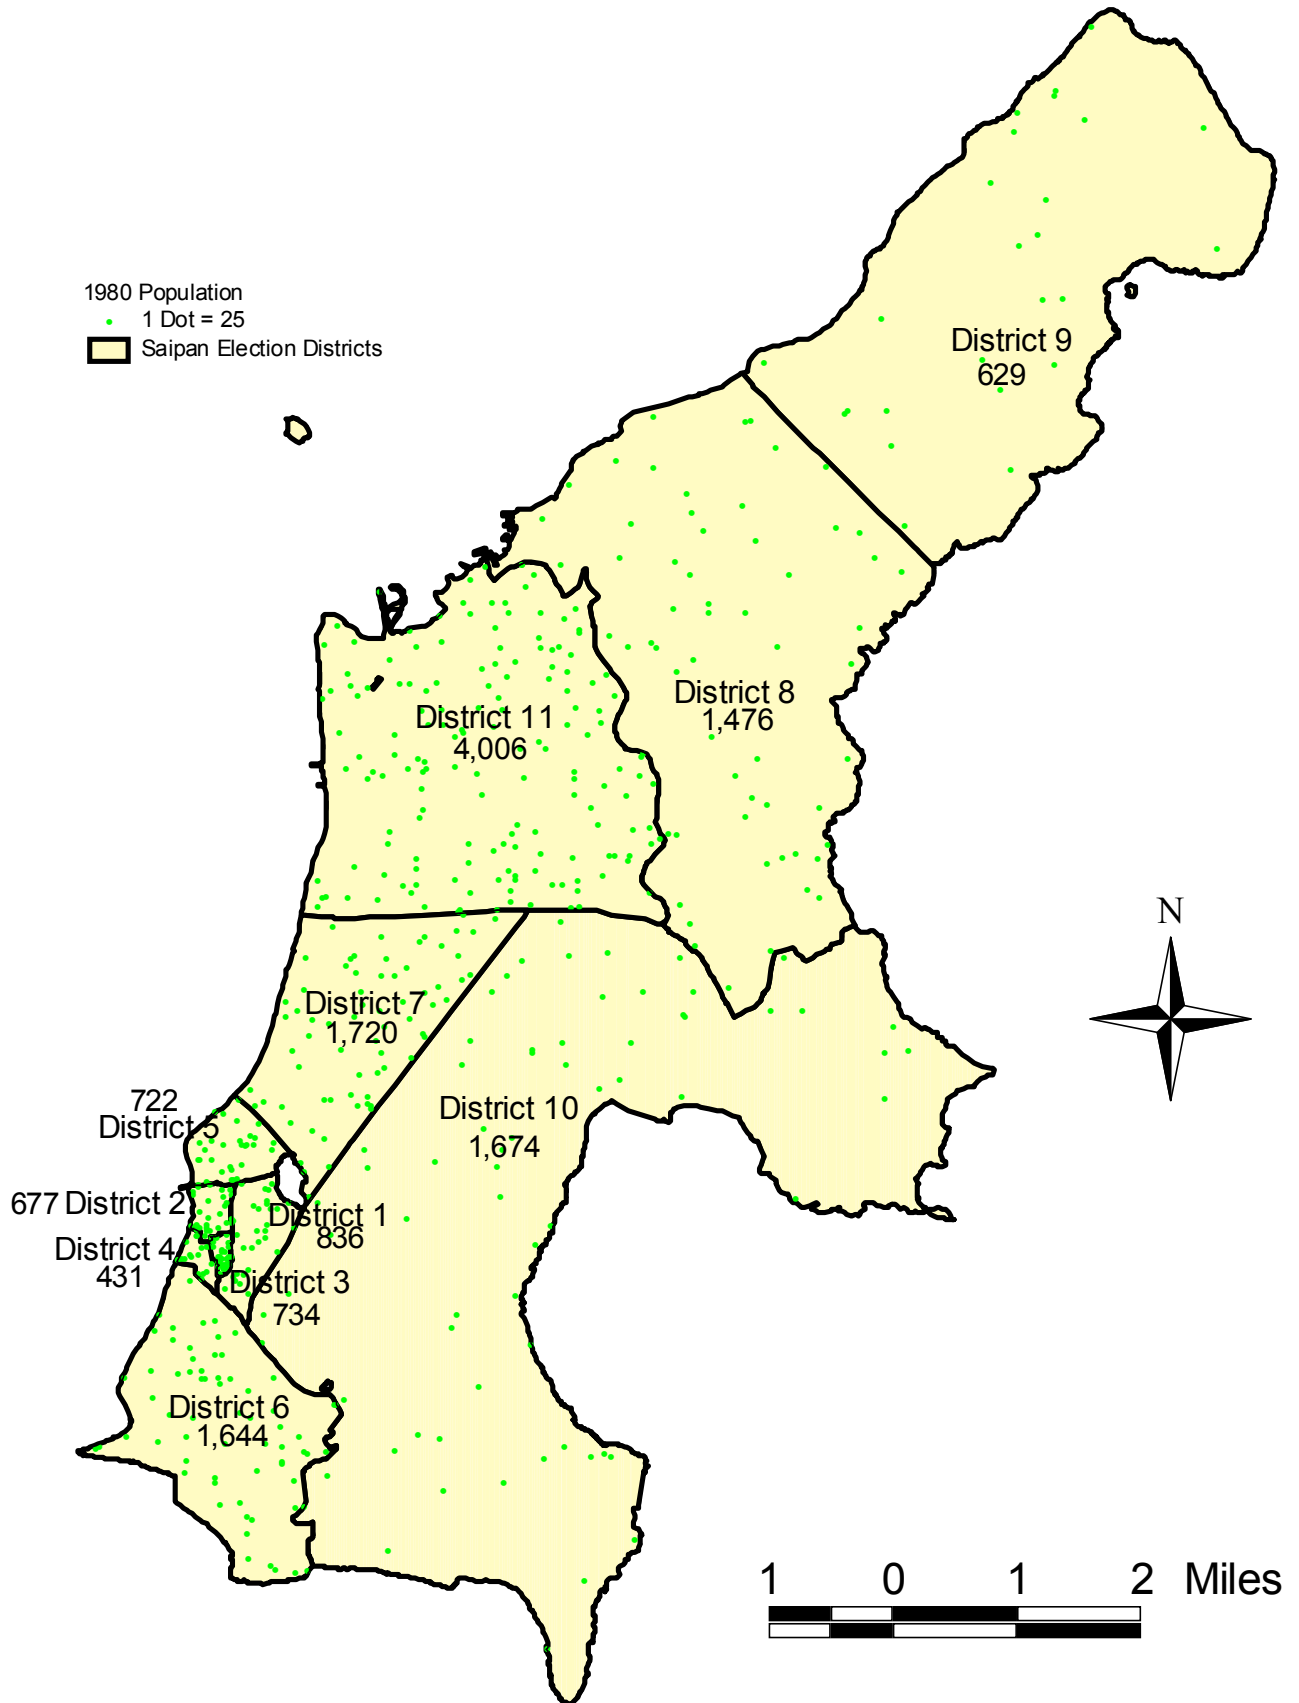 1980 Population
1 Dot = 25
Saipan Election Districts
District 9
629
District 8
1,476
District 11
4,006
N
District 7
1,720
722
District 5
District 10
1,674
677 District 2
District 1
836
District 4
431
District 3
734
District 6
1,644
1 0 1 2 Miles